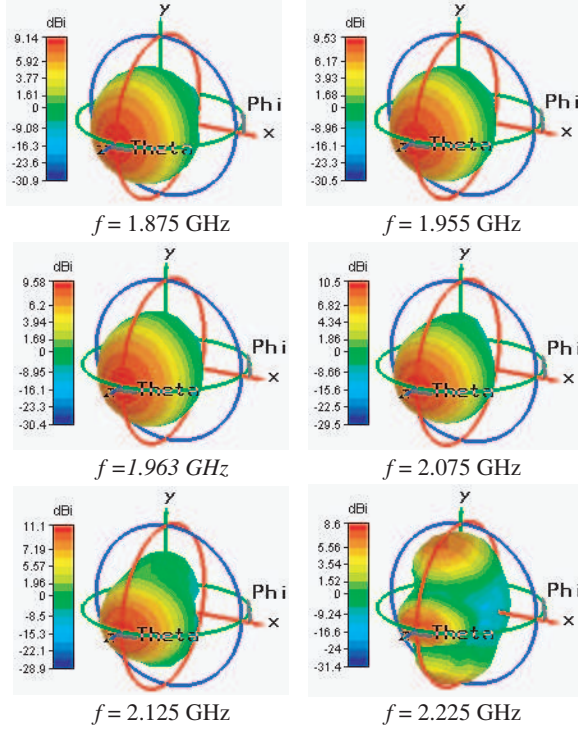 dBi
9.14
5.92
3.77
1.61
0
-9.08
-16.3
-23.6
-30.9
y
Phi
x
z Theta
f = 1.875 GHz
dBi
9.53
6.17
3.93
1.68
0
-8.96
-16.1
-23.3
-30.5
y
Phi
x
z Theta
f = 1.955 GHz
dBi
9.58
6.2
3.94
1.69
0
-8.95
-16.1
-23.3
-30.4
y
Phi
x
z Theta
f =1.963 GHz
dBi
10.5
6.8
4.34
1.86
0
-8.66
-15.6
-22.5
-29.5
y
Phi
x
z Theta
f = 2.075 GHz
dBi
11.1
7.19
4.57
1.96
0
-8.5
-15.3
-22.1
-28.9
y
Phi
x
z Theta
f = 2.125 GHz
dBi
8.6
5.56
3.54
1.52
0
-9.24
-16.6
-24
-31.4
y
Phi
x
z Theta
f = 2.225 GHz